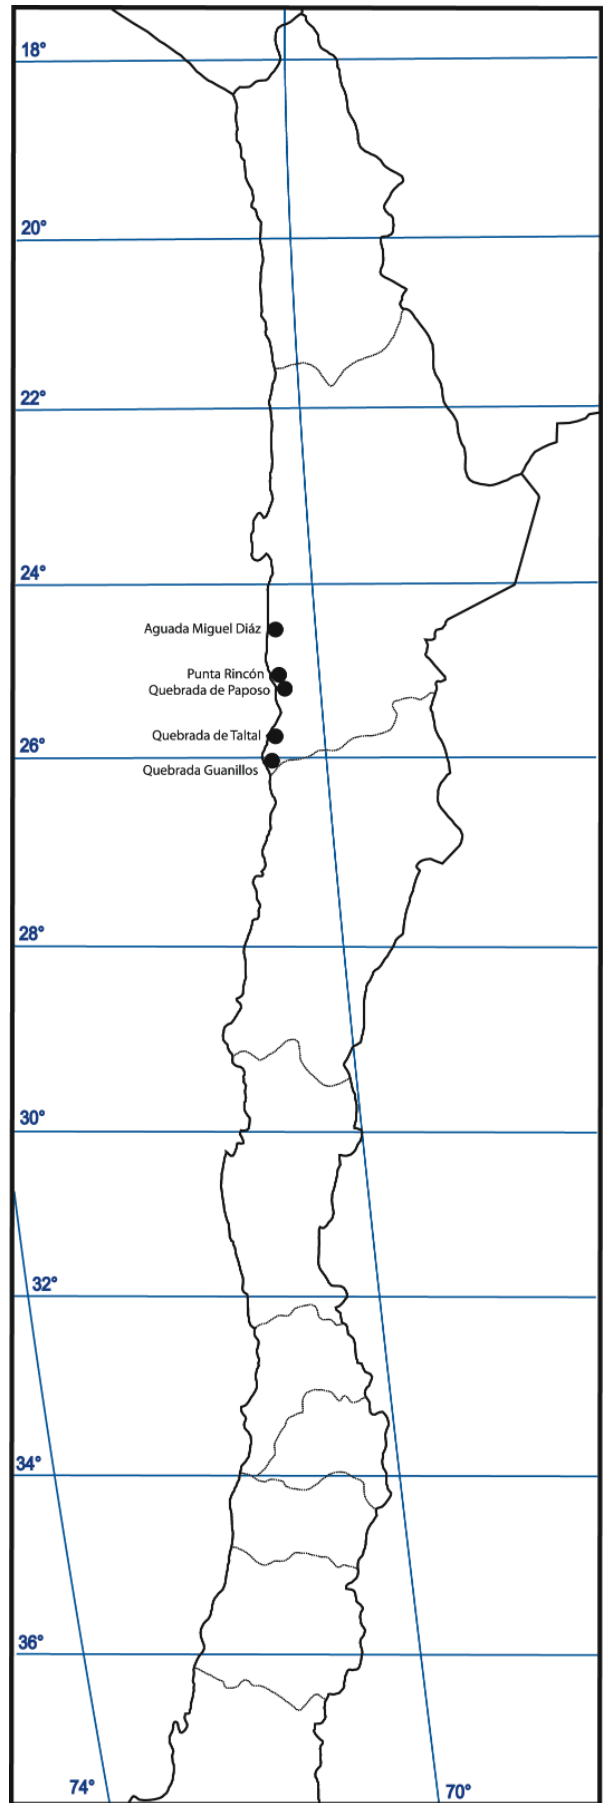 18°
20°
22°
24°
Aguada Miguel Diáz
Punta Rincón
Quebrada de Paposo
Quebrada de Taltal
26°
Quebrada Guanillos
28°
30°
32°
34°
36°
74°
70°